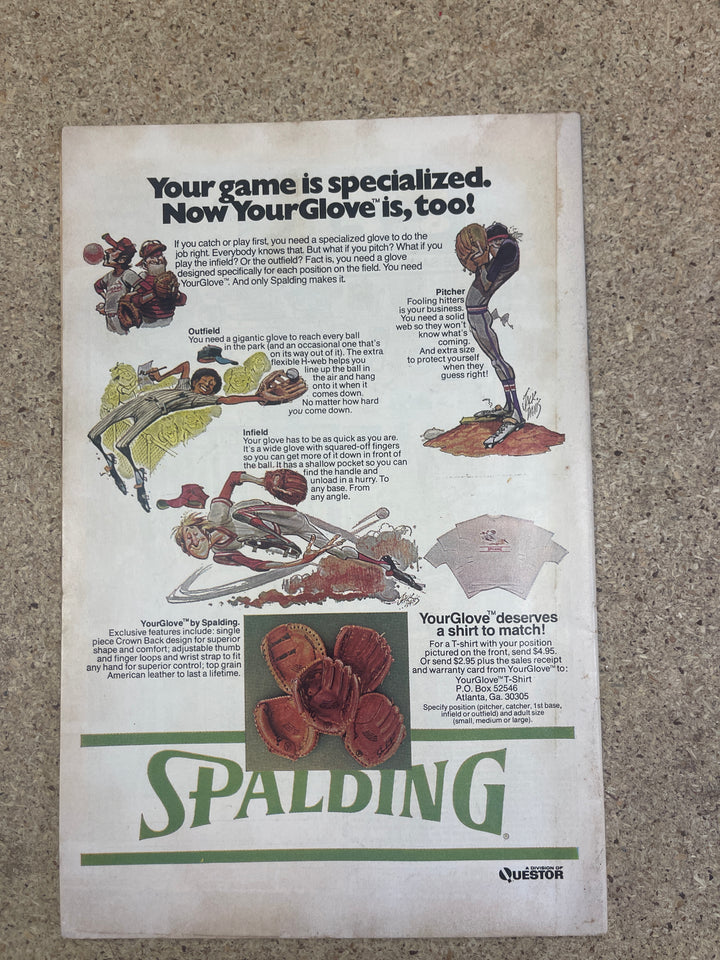 Your game is specialized.
Now YourGlove™ is, too!
If you catch or play first, you need a specialized glove to do the
job right. Everybody knows that. But what if you pitch? What if you
play the infield? Or the outfield? Fact is, you need a glove
designed specifically for each position on the field. You need
YourGlove™. And only Spalding makes it.
Pitcher
Fooling hitters
is your business.
You need a solid
web so they won't
know what's
coming.
And extra size
to protect yourself
when they
guess right!
Outfield
You need a gigantic glove to reach every ball
in the park (and an occasional one that's
on its way out of it). The extra
flexible H-web helps you
line up the ball in
the air and hang
onto it when it
comes down.
No matter how hard
you come down.
JACK
DAVIS
Infield
Your glove has to be as quick as you are.
It's a wide glove with squared-off fingers
so you can get more of it down in front of
the ball. It has a shallow pocket so you can
find the handle and
unload in a hurry. To
any base. From
any angle.
JACK
DAVIS
YourGlove™ by Spalding.
Exclusive features include: single
piece Crown Back design for superior
shape and comfort; adjustable thumb
and finger loops and wrist strap to fit
any hand for superior control; top grain
American leather to last a lifetime.
YourGlove™ deserves
a shirt to match!
For a T-shirt with your position
pictured on the front, send $4.95.
Or send $2.95 plus the sales receipt
and warranty card from YourGlove™ to:
YourGlove™ T-Shirt
P.O. Box 52546
Atlanta, Ga. 30305
Specify position (pitcher, catcher, 1st base,
infield or outfield) and adult size
(small, medium or large).
SPALDING®
A DIVISION OF
QUESTOR